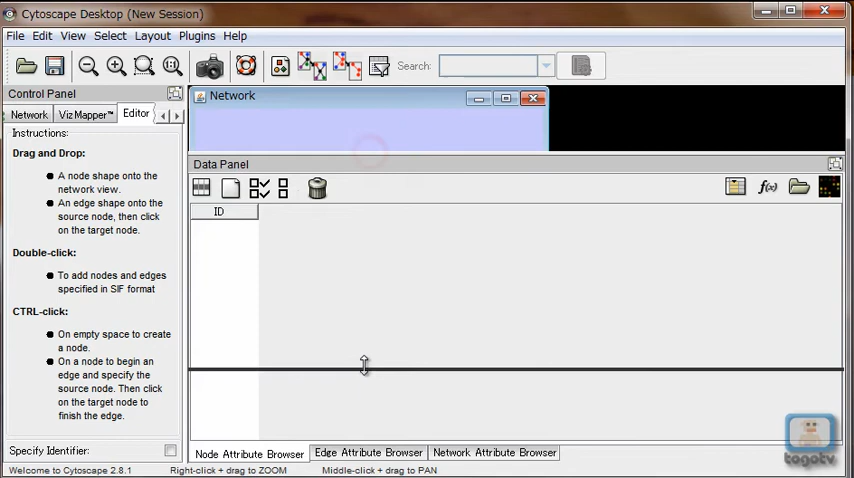 Cytoscape Desktop (New Session)
File Edit View Select Layout Plugins Help
Search:
Control Panel
Network VizMapper™ Editor
Instructions:
Drag and Drop:
A node shape onto the
network view.
An edge shape onto the
source node, then click
on the target node.
Double-click:
To add nodes and edges
specified in SIF format
CTRL-click:
On empty space to create
a node.
On a node to begin an
edge and specify the
source node. Then click
on the target node to
finish the edge.
Specify Identifier:
Network
Data Panel
f(x)
ID
Node Attribute Browser Edge Attribute Browser Network Attribute Browser
Welcome to Cytoscape 2.8.1 Right-click + drag to ZOOM Middle-click + drag to PAN
togotv